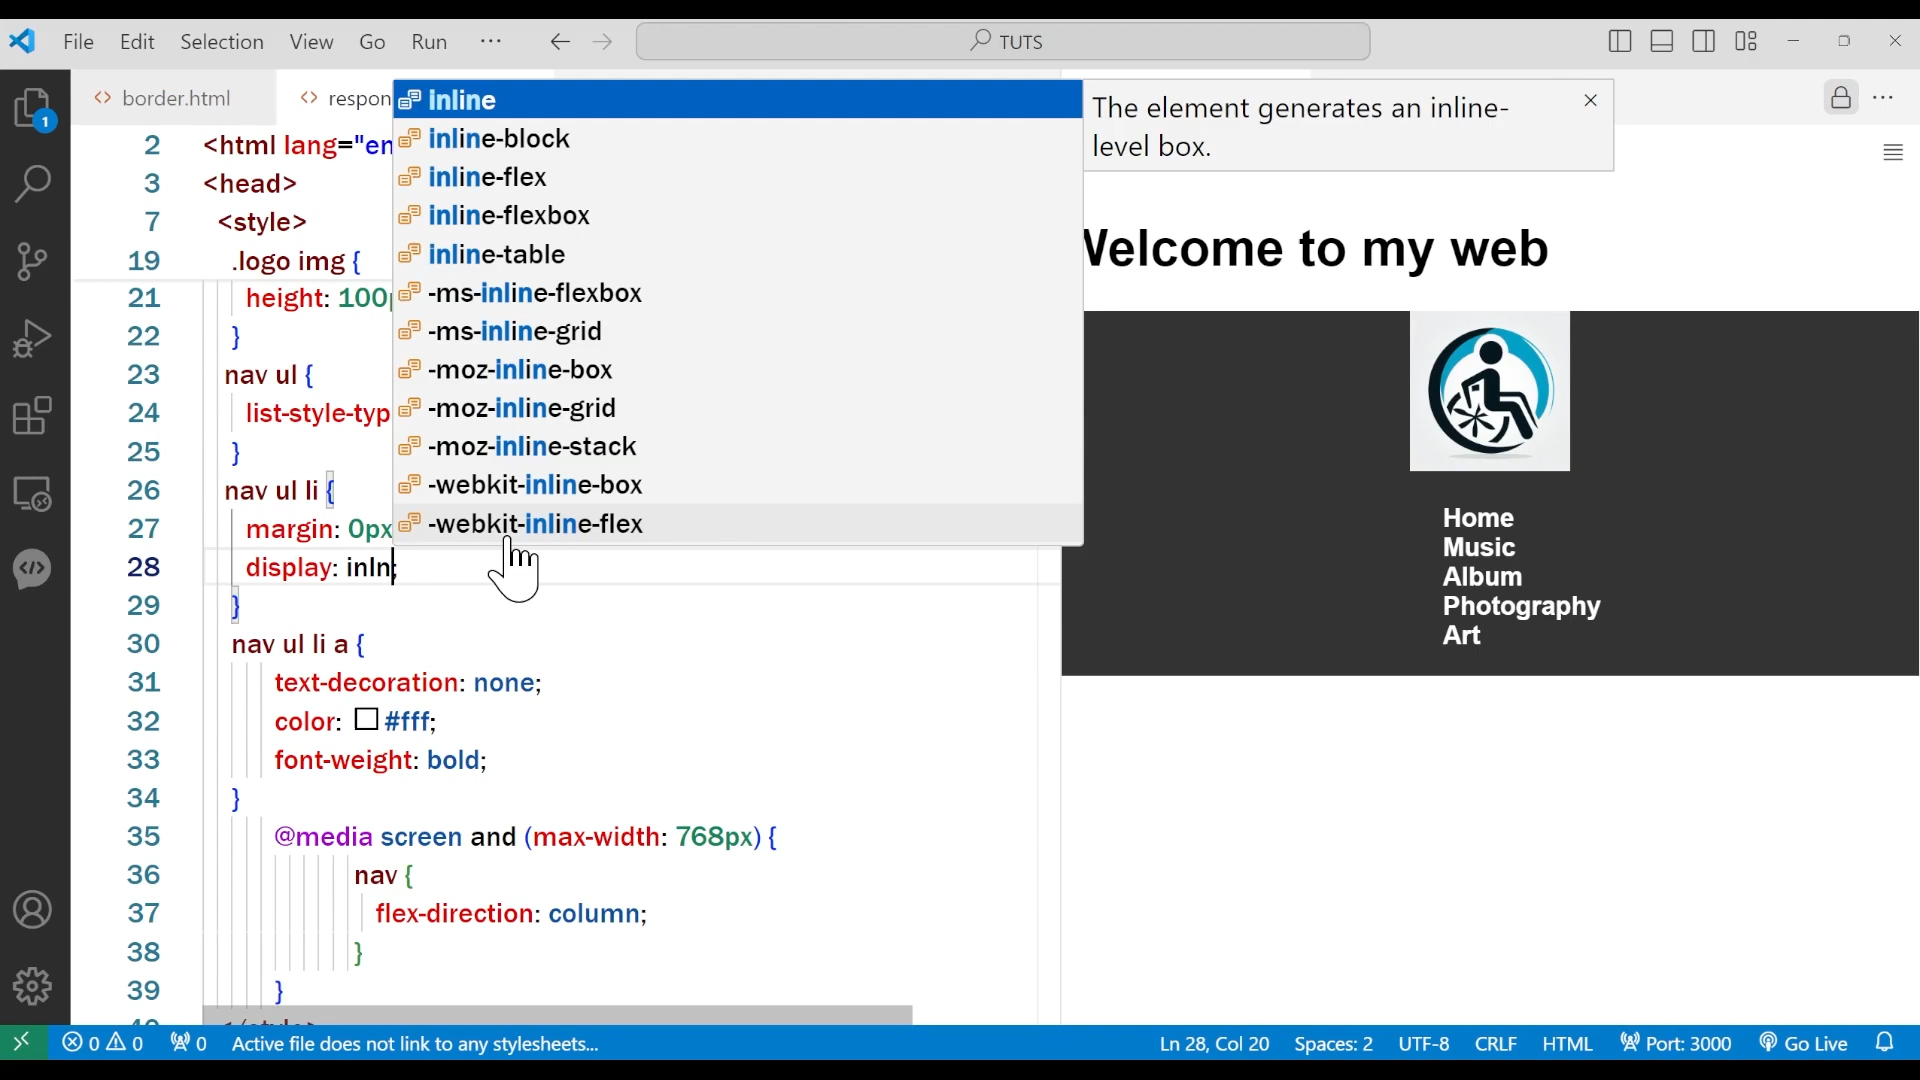 File Edit Selection View Go Run ··· TUTS
border.html respon
inline
inline-block
inline-flex
inline-flexbox
inline-table
-ms-inline-flexbox
-ms-inline-grid
-moz-inline-box
-moz-inline-grid
-moz-inline-stack
-webkit-inline-box
-webkit-inline-flex
The element generates an inline-
level box.
2 <html lang="en
3 <head>
7 <style>
19 .logo img {
21 height: 100p
22 }
23 nav ul {
24 list-style-typ
25 }
26 nav ul li {
27 margin: 0px
28 display: inln;
29 }
30 nav ul li a {
31 text-decoration: none;
32 color: #fff;
33 font-weight: bold;
34 }
35 @media screen and (max-width: 768px) {
36 nav {
37 flex-direction: column;
38 }
39 }
40 </style>
1
Welcome to my web
Home
Music
Album
Photography
Art
0 0 0 Active file does not link to any stylesheets... Ln 28, Col 20 Spaces: 2 UTF-8 CRLF HTML Port: 3000 Go Live